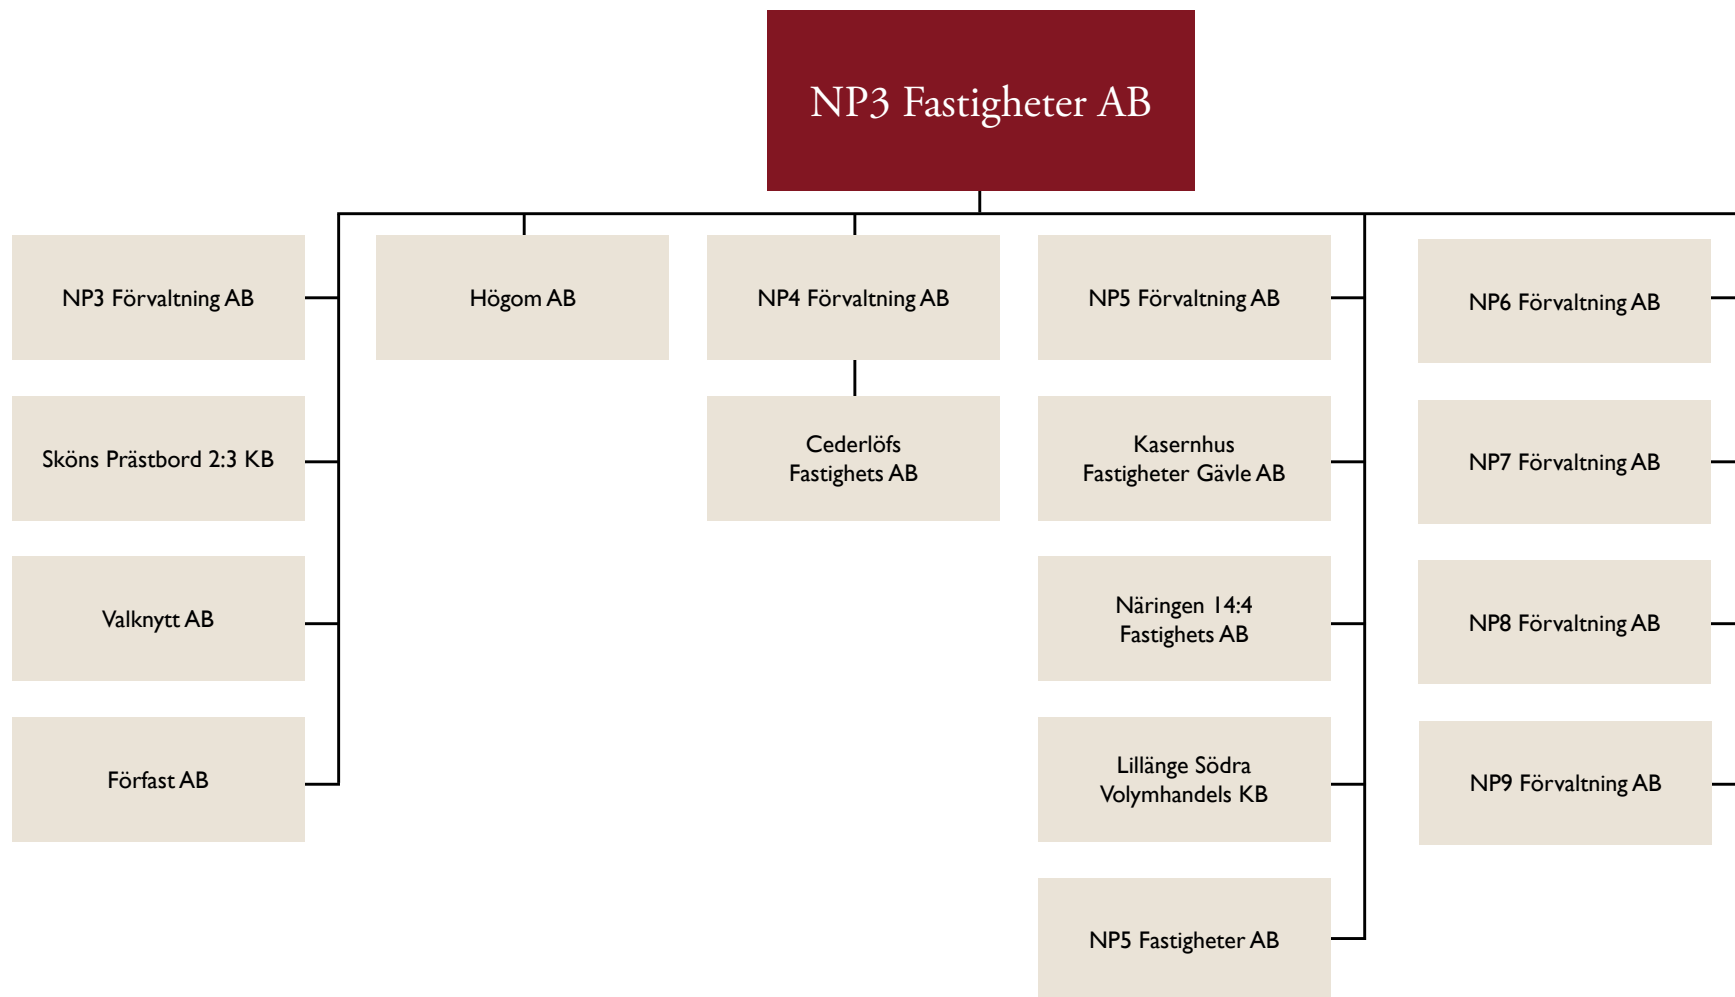 NP3 Fastigheter AB
NP3 Förvaltning AB
Högom AB
NP4 Förvaltning AB
NP5 Förvaltning AB
NP6 Förvaltning AB
Sköns Prästbord 2:3 KB
Cederlöfs
Fastighets AB
Kasernhus
Fastigheter Gävle AB
NP7 Förvaltning AB
Valknytt AB
Näringen 14:4
Fastighets AB
NP8 Förvaltning AB
Förfast AB
Lillänge Södra
Volymhandels KB
NP9 Förvaltning AB
NP5 Fastigheter AB